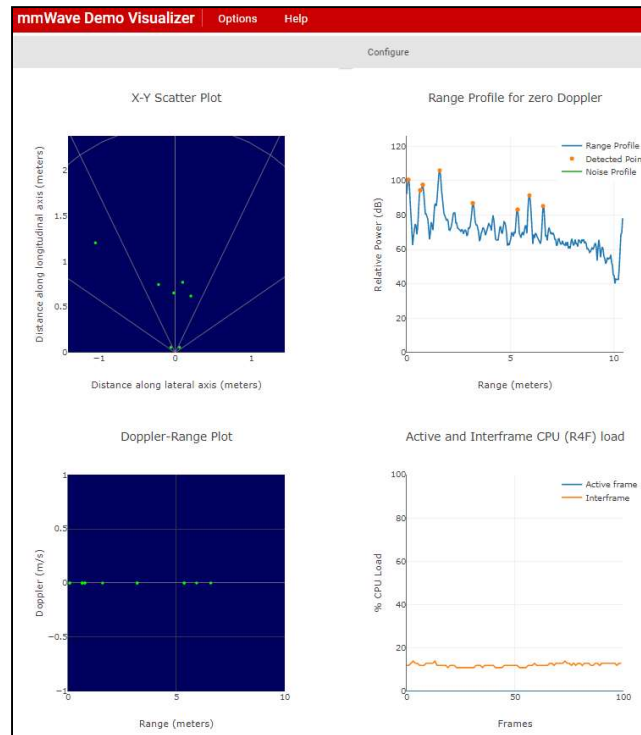 mmWave Demo Visualizer Options Help
Configure
X-Y Scatter Plot
Distance along longitudinal axis (meters)
2
1.5
1
0.5
0
−1 0 1
Distance along lateral axis (meters)
Range Profile for zero Doppler
Relative Power (dB)
120
100
80
60
40
20
0
0 5 10
Range (meters)
Range Profile
Detected Poin
Noise Profile
Doppler-Range Plot
Doppler (m/s)
1
0.5
0
−0.5
−1
0 5 10
Range (meters)
Active and Interframe CPU (R4F) load
% CPU Load
100
80
60
40
20
0
0 50 100
Frames
Active frame
Interframe